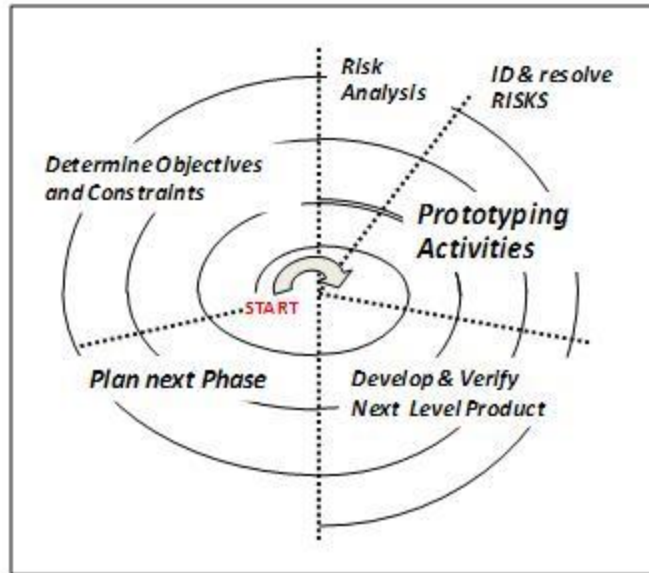 Risk
Analysis
ID & resolve
RISKS
Determine Objectives
and Constraints
Prototyping
Activities
START
Plan next Phase
Develop & Verify
Next Level Product